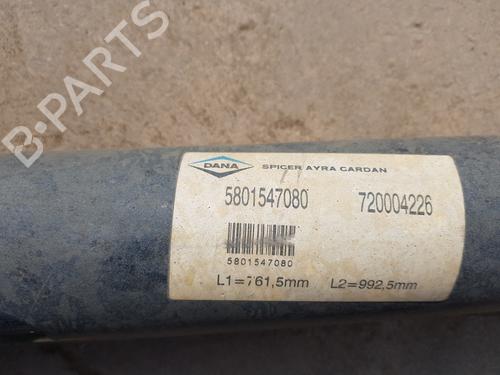 B-PARTS
DANA
SPICER AYRA CARDAN
5801547080 720004226
5801547080
L1=761,5mm L2=992,5mm